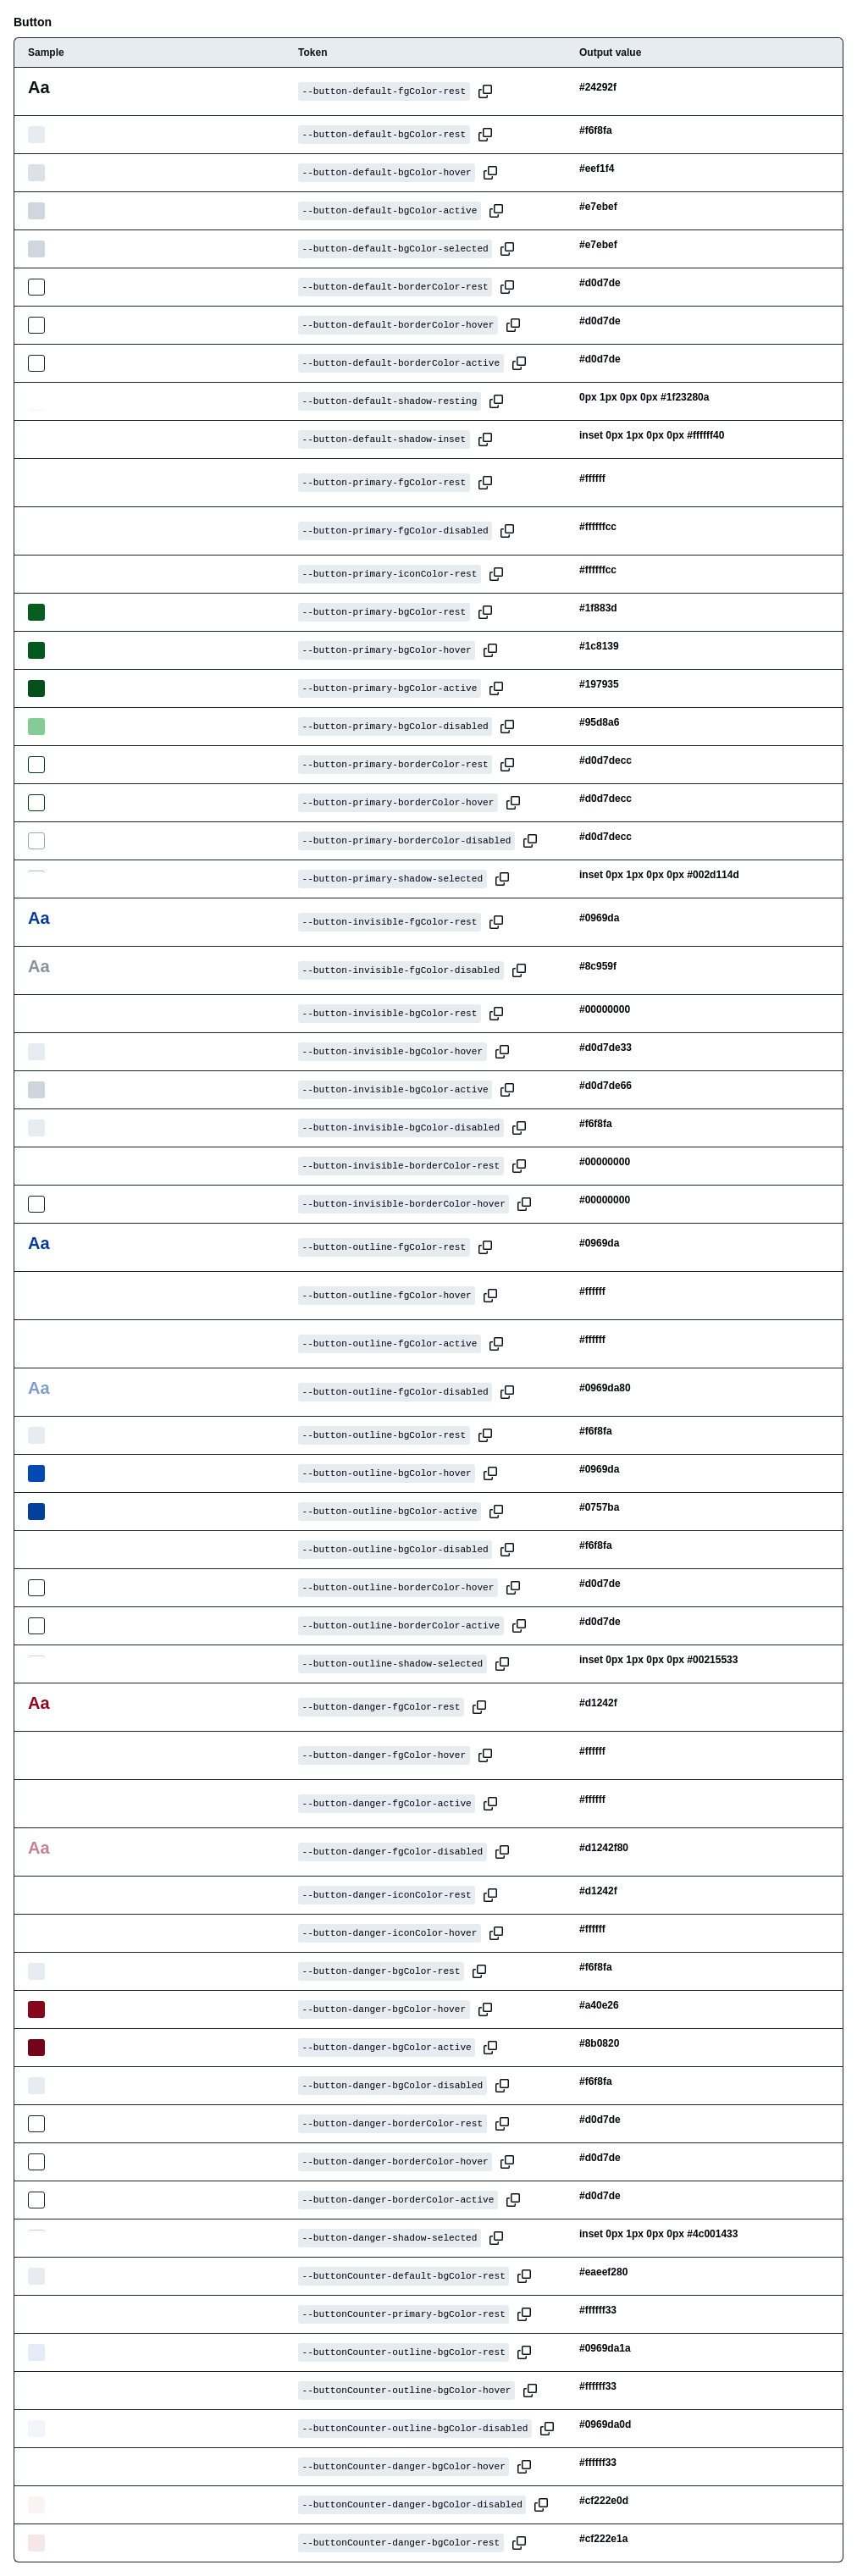 Button
Sample Token Output value
Aa --button-default-fgColor-rest #24292f
--button-default-bgColor-rest #f6f8fa
--button-default-bgColor-hover #eef1f4
--button-default-bgColor-active #e7ebef
--button-default-bgColor-selected #e7ebef
--button-default-borderColor-rest #d0d7de
--button-default-borderColor-hover #d0d7de
--button-default-borderColor-active #d0d7de
--button-default-shadow-resting 0px 1px 0px 0px #1f23280a
--button-default-shadow-inset inset 0px 1px 0px 0px #ffffff40
--button-primary-fgColor-rest #ffffff
--button-primary-fgColor-disabled #ffffffcc
--button-primary-iconColor-rest #ffffffcc
--button-primary-bgColor-rest #1f883d
--button-primary-bgColor-hover #1c8139
--button-primary-bgColor-active #197935
--button-primary-bgColor-disabled #95d8a6
--button-primary-borderColor-rest #d0d7decc
--button-primary-borderColor-hover #d0d7decc
--button-primary-borderColor-disabled #d0d7decc
--button-primary-shadow-selected inset 0px 1px 0px 0px #002d114d
Aa --button-invisible-fgColor-rest #0969da
Aa --button-invisible-fgColor-disabled #8c959f
--button-invisible-bgColor-rest #00000000
--button-invisible-bgColor-hover #d0d7de33
--button-invisible-bgColor-active #d0d7de66
--button-invisible-bgColor-disabled #f6f8fa
--button-invisible-borderColor-rest #00000000
--button-invisible-borderColor-hover #00000000
Aa --button-outline-fgColor-rest #0969da
--button-outline-fgColor-hover #ffffff
--button-outline-fgColor-active #ffffff
Aa --button-outline-fgColor-disabled #0969da80
--button-outline-bgColor-rest #f6f8fa
--button-outline-bgColor-hover #0969da
--button-outline-bgColor-active #0757ba
--button-outline-bgColor-disabled #f6f8fa
--button-outline-borderColor-hover #d0d7de
--button-outline-borderColor-active #d0d7de
--button-outline-shadow-selected inset 0px 1px 0px 0px #00215533
Aa --button-danger-fgColor-rest #d1242f
--button-danger-fgColor-hover #ffffff
--button-danger-fgColor-active #ffffff
Aa --button-danger-fgColor-disabled #d1242f80
--button-danger-iconColor-rest #d1242f
--button-danger-iconColor-hover #ffffff
--button-danger-bgColor-rest #f6f8fa
--button-danger-bgColor-hover #a40e26
--button-danger-bgColor-active #8b0820
--button-danger-bgColor-disabled #f6f8fa
--button-danger-borderColor-rest #d0d7de
--button-danger-borderColor-hover #d0d7de
--button-danger-borderColor-active #d0d7de
--button-danger-shadow-selected inset 0px 1px 0px 0px #4c001433
--buttonCounter-default-bgColor-rest #eaeef280
--buttonCounter-primary-bgColor-rest #ffffff33
--buttonCounter-outline-bgColor-rest #0969da1a
--buttonCounter-outline-bgColor-hover #ffffff33
--buttonCounter-outline-bgColor-disabled #0969da0d
--buttonCounter-danger-bgColor-hover #ffffff33
--buttonCounter-danger-bgColor-disabled #cf222e0d
--buttonCounter-danger-bgColor-rest #cf222e1a